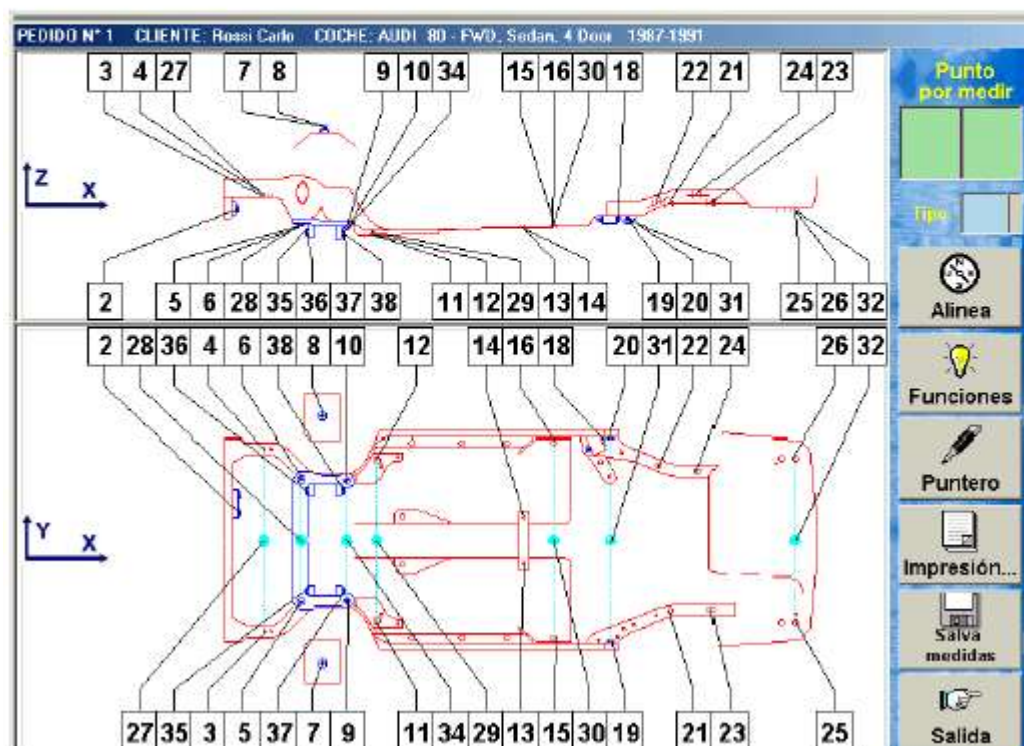 PEDIDO N° 1 CLIENTE: Rossi Carlo COCHE: AUDI 80 - FWD, Sedan, 4 Door 1987-1991
Punto
por medir
3 4 27 7 8 9 10 34 15 16 30 18 22 21 24 23
Z
X
Tipo
Alinea
2 5 6 28 35 36 37 38 11 12 29 13 14 19 20 31 25 26 32
2 28 36 4 6 38 8 10 12 14 16 18 20 31 22 24 26 32
Funciones
Puntero
Y
X
Impresión...
Salva
medidas
27 35 3 5 37 7 9 11 34 29 13 15 30 19 21 23 25
Salida